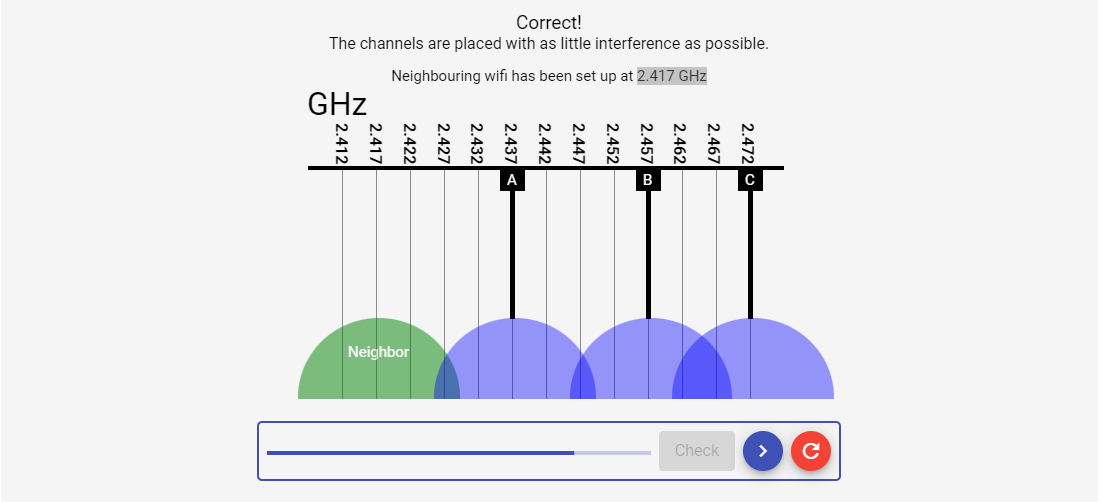 Correct!
The channels are placed with as little interference as possible.
Neighbouring wifi has been set up at 2.417 GHz
GHz
2.412
2.417
2.422
2.427
2.432
2.437
2.442
2.447
2.452
2.457
2.462
2.467
2.472
A
B
C
Neighbor
Check